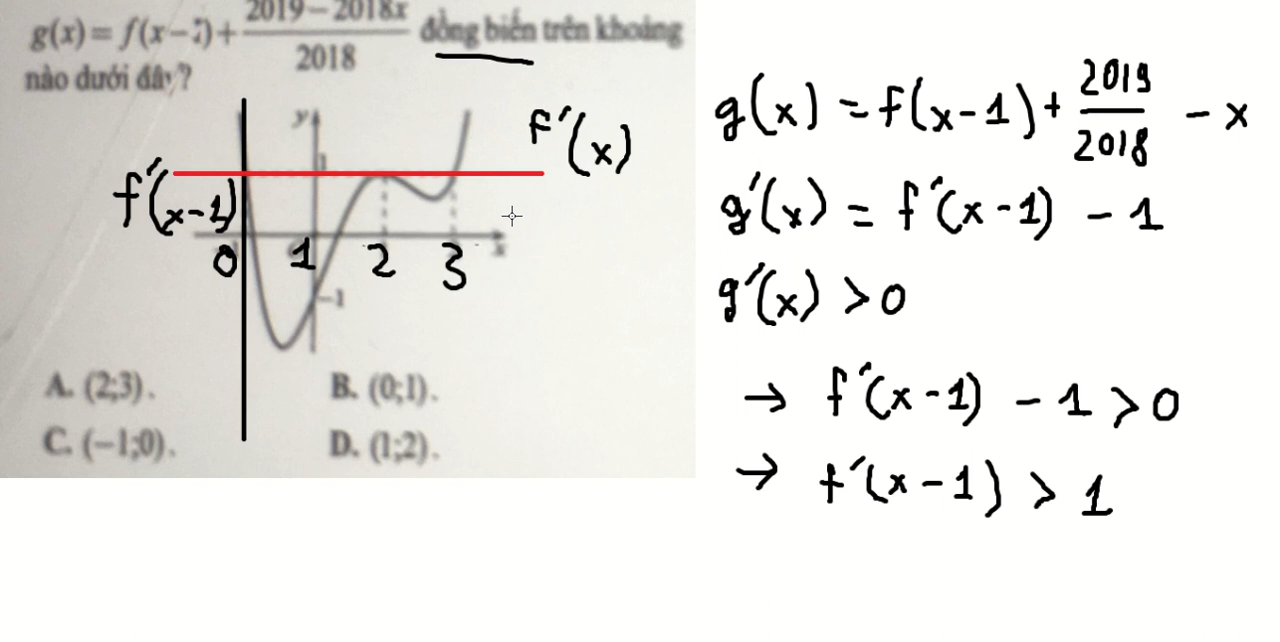 g(x) = f(x − 1) + 2019 − 2018x / 2018 đồng biến trên khoảng
nào dưới đây?
y
f′(x)
1
f′(x−1)
0 1 2 3
x
−1
A. (2;3).
B. (0;1).
C. (−1;0).
D. (1;2).
g(x) = f(x−1) + 2019/2018 − x
g′(x) = f′(x−1) − 1
g′(x) > 0
→ f′(x−1) − 1 > 0
→ f′(x−1) > 1